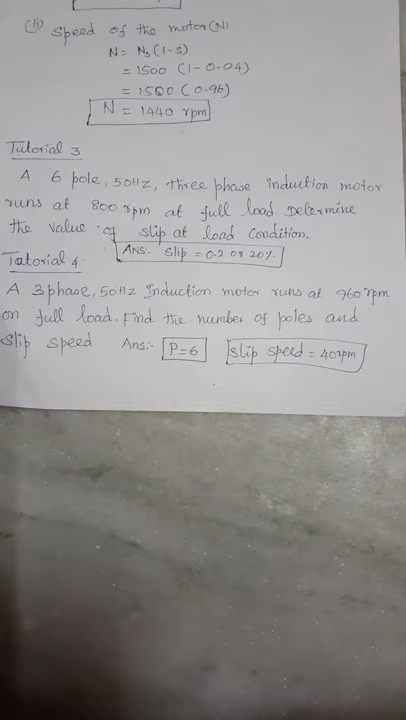 (ii) Speed of the motor (N)
N = Ns (1-s)
= 1500 (1-0.04)
= 1500 (0.96)
N = 1440 rpm
Tutorial 3
A 6 pole, 50Hz, three phase induction motor
runs at 800 rpm at full load. Determine
the value of slip at load condition.
Ans:- Slip = 0.2 or 20%.
Tutorial 4
A 3 phase, 50Hz Induction motor runs at 960 rpm
on full load. Find the number of poles and
Slip speed Ans:- P=6 Slip speed = 40rpm